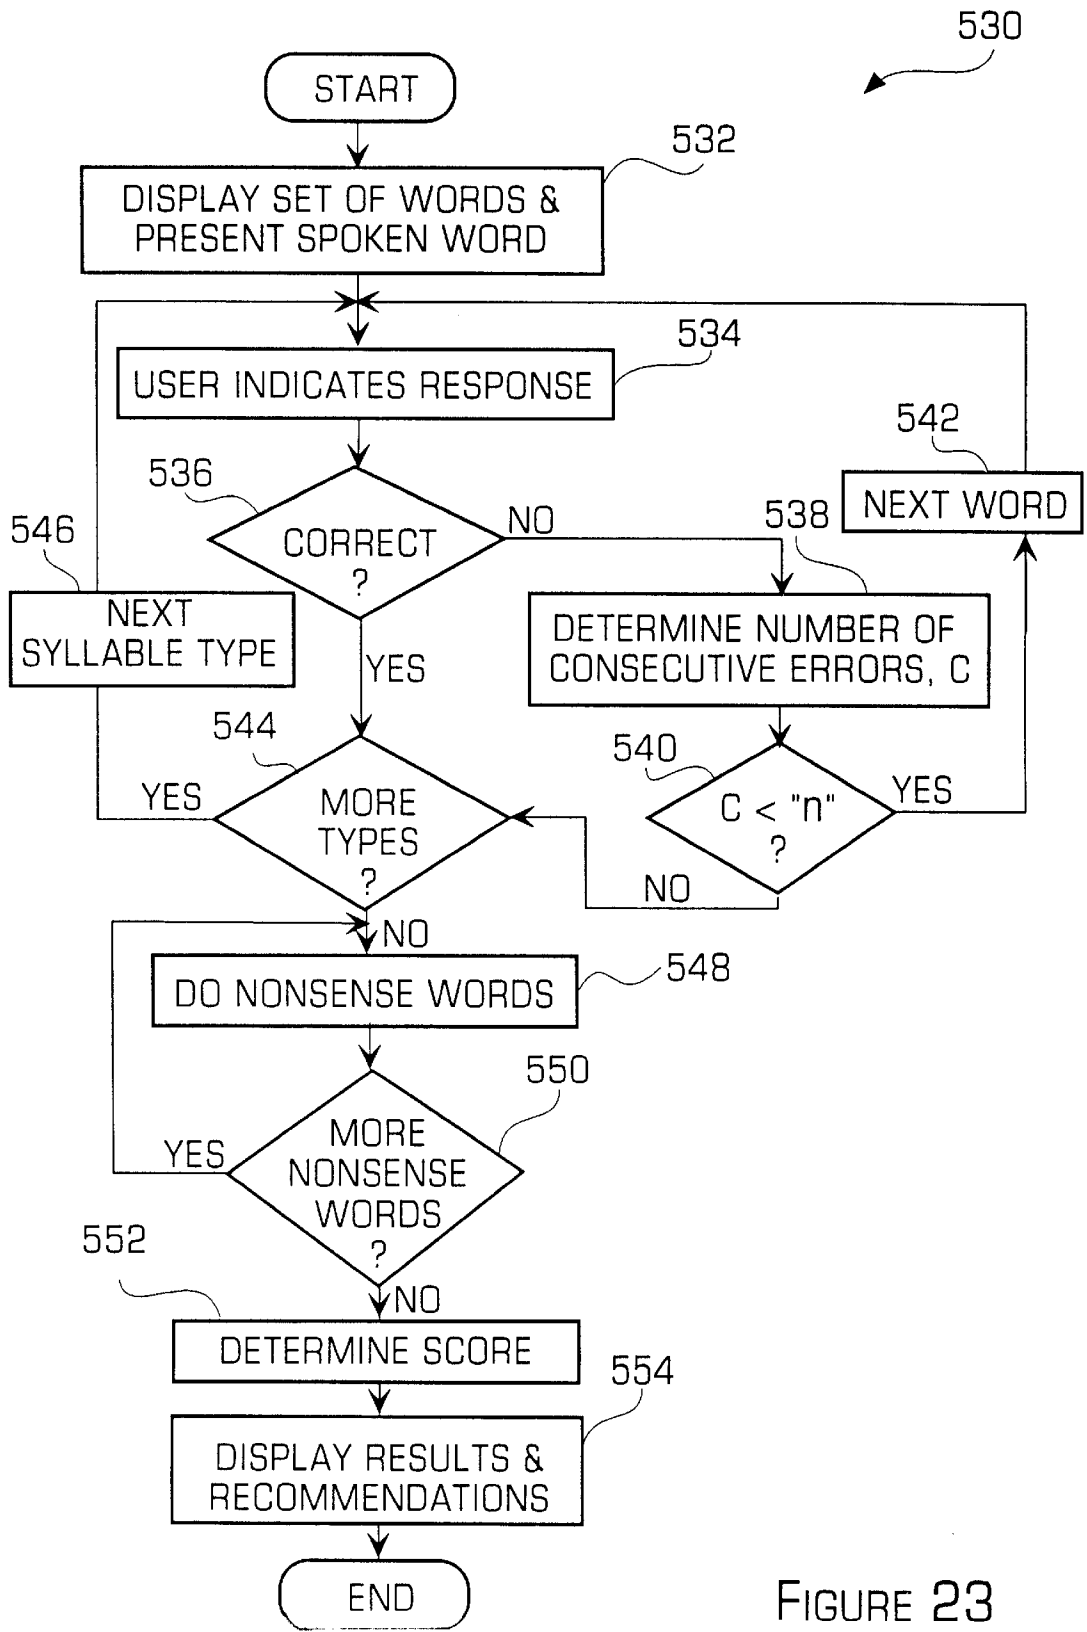 530
START
532
DISPLAY SET OF WORDS &
PRESENT SPOKEN WORD
534
USER INDICATES RESPONSE
542
NEXT WORD
536
CORRECT
?
NO
538
546
NEXT
SYLLABLE TYPE
DETERMINE NUMBER OF
CONSECUTIVE ERRORS, C
YES
544
540
YES
MORE
TYPES
?
C < "n"
?
YES
NO
NO
DO NONSENSE WORDS
548
550
YES
MORE
NONSENSE
WORDS
?
552
NO
DETERMINE SCORE
554
DISPLAY RESULTS &
RECOMMENDATIONS
END
FIGURE 23